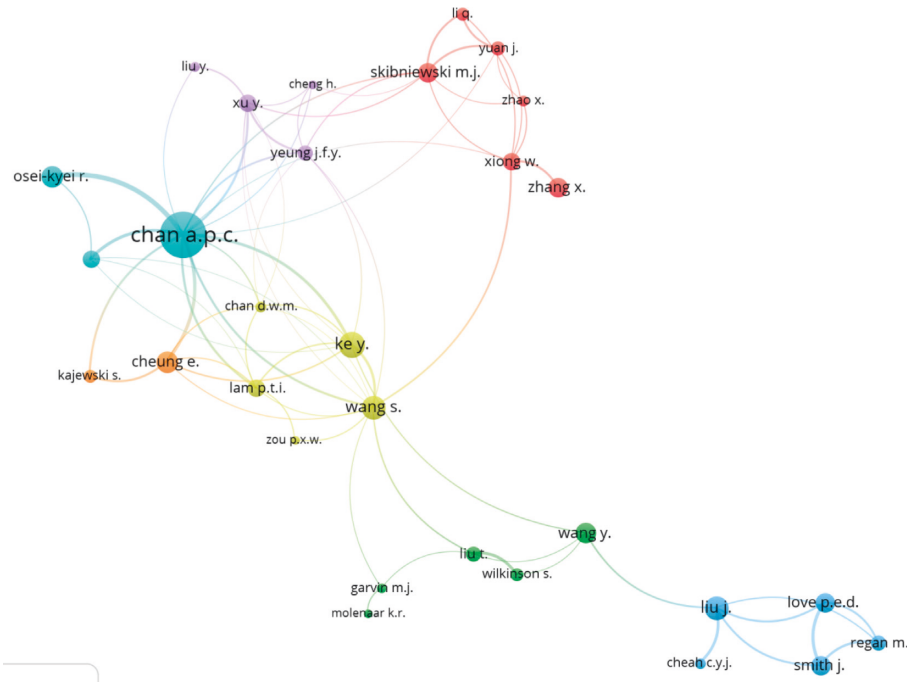 li q.
yuan j.
liu y.
skibniewski m.j.
cheng h.
xu y.
zhao x.
yeung j.f.y.
xiong w.
osei-kyei r.
zhang x.
chan a.p.c.
chan d.w.m.
ke y.
cheung e.
kajewski s.
lam p.t.i.
wang s.
zou p.x.w.
wang y.
liu t.
wilkinson s.
garvin m.j.
molenaar k.r.
liu j.
love p.e.d.
regan m.
cheah c.y.j.
smith j.